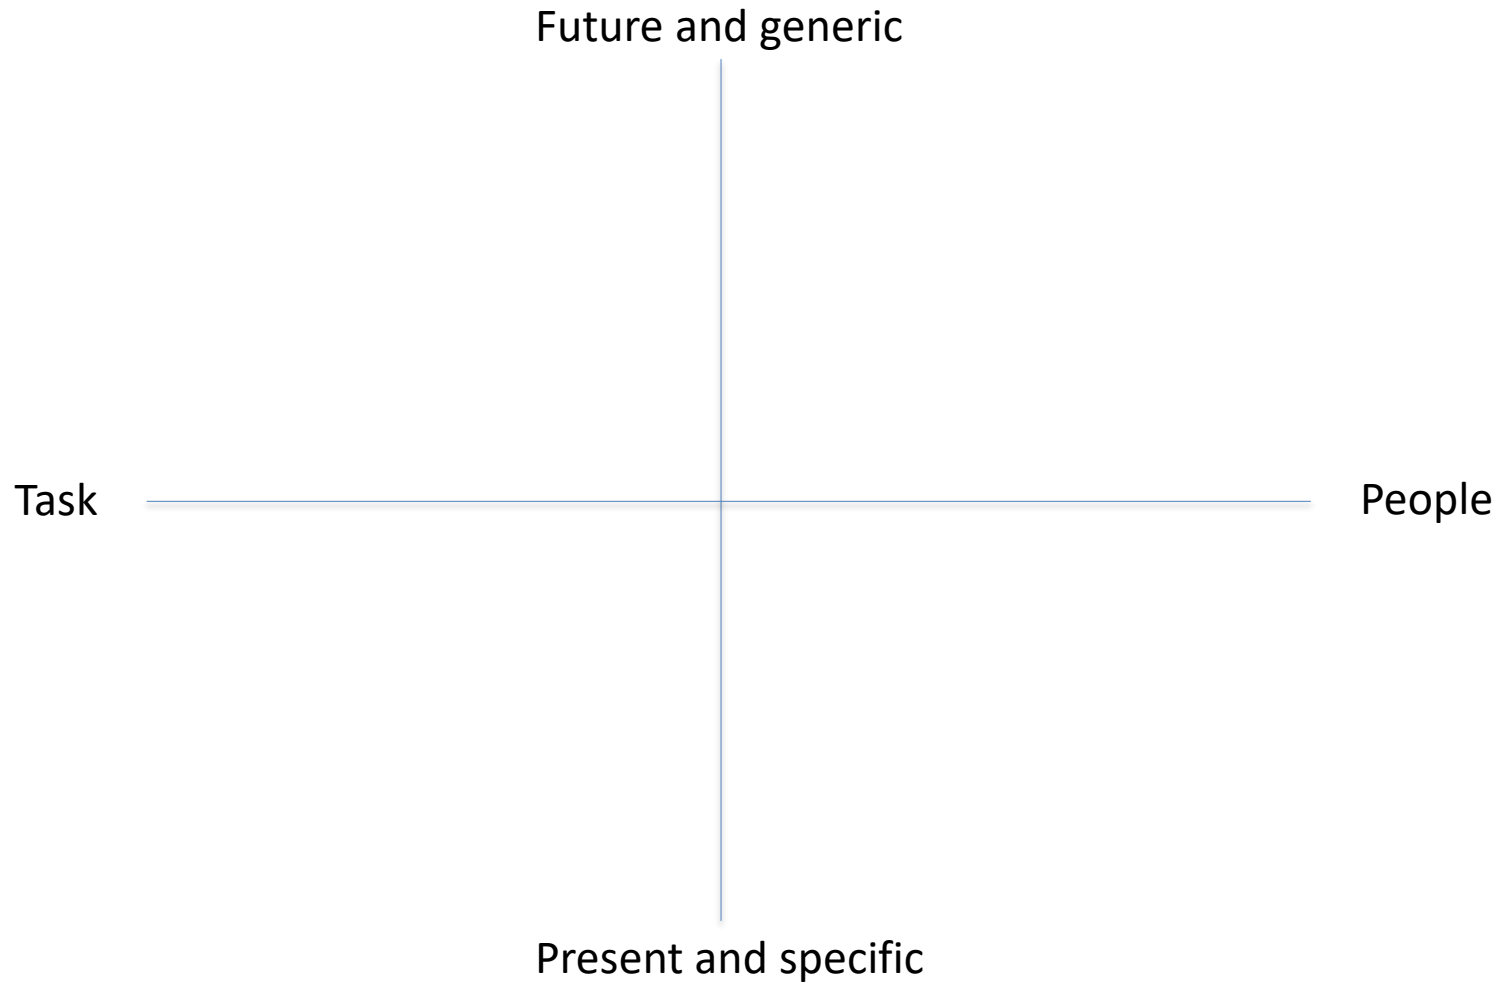 Future and generic
Task
People
Present and specific